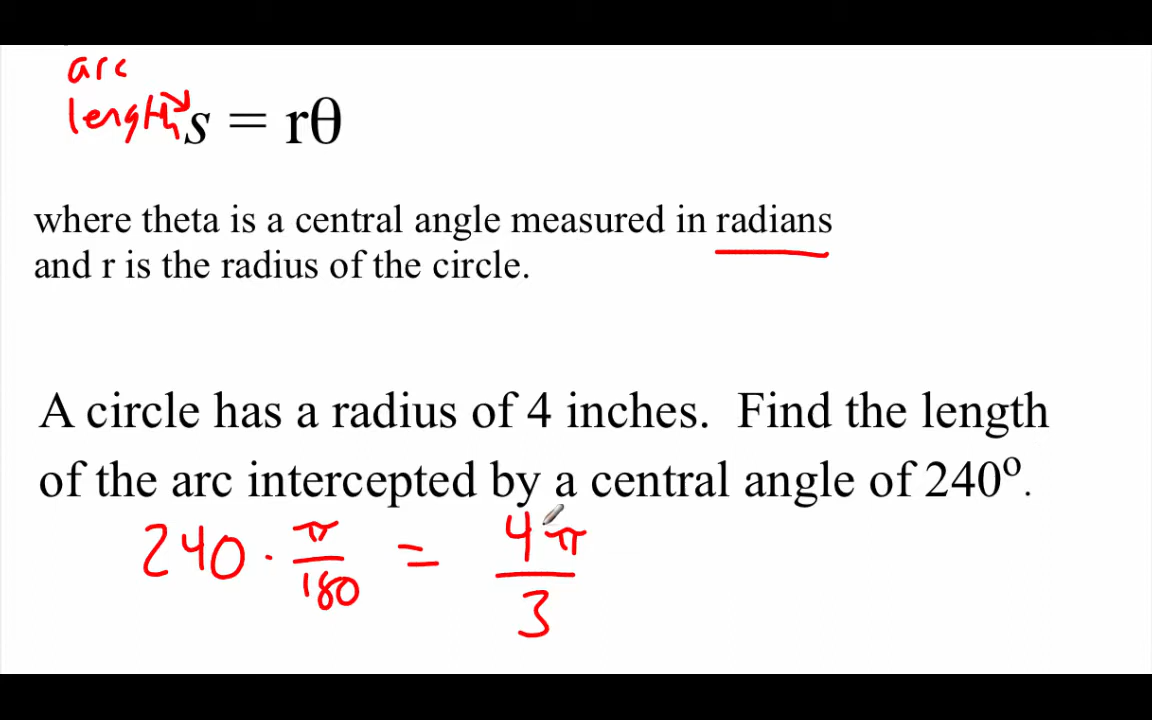 arc
length s = rθ
where theta is a central angle measured in radians
and r is the radius of the circle.
A circle has a radius of 4 inches. Find the length
of the arc intercepted by a central angle of 240º.
240 · π/180 = 4π/3